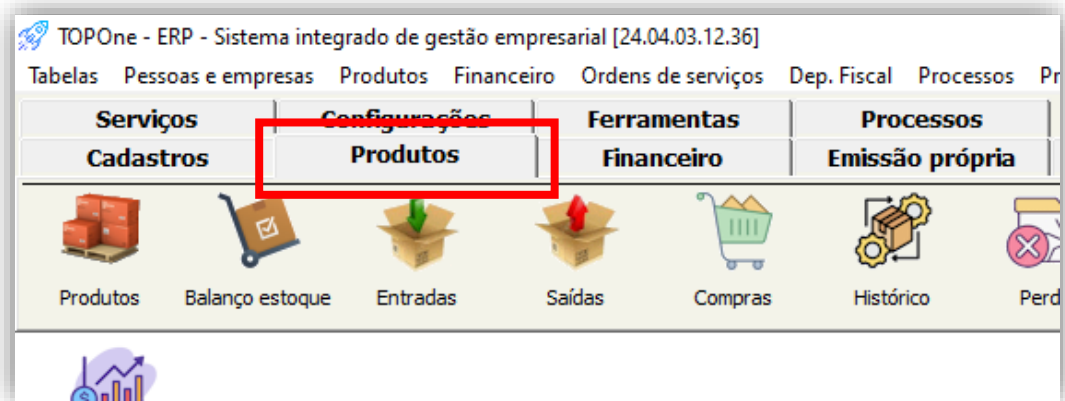 TOPOne - ERP - Sistema integrado de gestão empresarial [24.04.03.12.36]
Tabelas Pessoas e empresas Produtos Financeiro Ordens de serviços Dep. Fiscal Processos Pr
Serviços Configurações Ferramentas Processos
Cadastros Produtos Financeiro Emissão própria
Produtos Balanço estoque Entradas Saídas Compras Histórico Perd